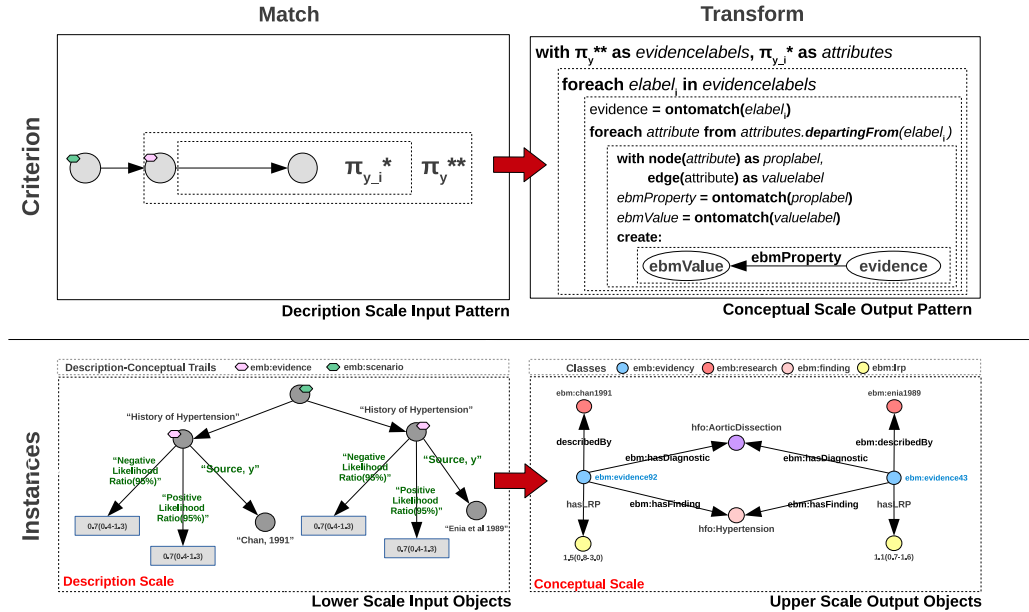 Match
Transform
Criterion
π y_i *
π y **
Decription Scale Input Pattern
with π_y** as evidencelabels, π_y_i* as attributes
foreach elabel i in evidencelabels
evidence = ontomatch(elabel i)
foreach attribute from attributes.departingFrom(elabel i)
with node(attribute) as proplabel,
edge(attribute) as valuelabel
ebmProperty = ontomatch(proplabel)
ebmValue = ontomatch(valuelabel)
create:
ebmValue
ebmProperty
evidence
Conceptual Scale Output Pattern
Instances
Description-Conceptual Trails
emb:evidence
emb:scenario
"History of Hypertension"
"History of Hypertension"
"Negative
Likelihood
Ratio(95%)"
"Source, y"
"Positive
Likelihood
Ratio(95%)"
0.7(0.4-1.3)
0.7(0.4-1.3)
"Chan, 1991"
"Negative
Likelihood
Ratio(95%)"
"Source, y"
"Positive
Likelihood
Ratio(95%)"
0.7(0.4-1.3)
0.7(0.4-1.3)
"Enia et al 1989"
Description Scale
Lower Scale Input Objects
Classes
emb:evidency
emb:research
ebm:finding
ebm:lrp
ebm:chan1991
ebm:enia1989
describedBy
hfo:AorticDissection
ebm:describedBy
ebm:hasDiagnostic
ebm:hasDiagnostic
ebm:evidence92
ebm:evidence43
hasLRP
ebm:hasFinding
ebm:hasFinding
hasLRP
hfo:Hypertension
1.5(0.8-3.0)
1.1(0.7-1.6)
Conceptual Scale
Upper Scale Output Objects